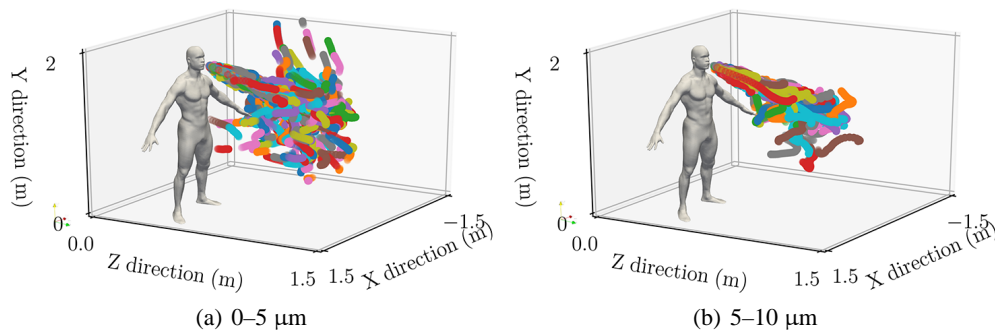 2
Y direction (m)
0
0.0
Z direction (m)
1.5
1.5
X direction (m)
−1.5
(a) 0–5 μm
2
Y direction (m)
0
0.0
Z direction (m)
1.5
1.5
X direction (m)
−1.5
(b) 5–10 μm